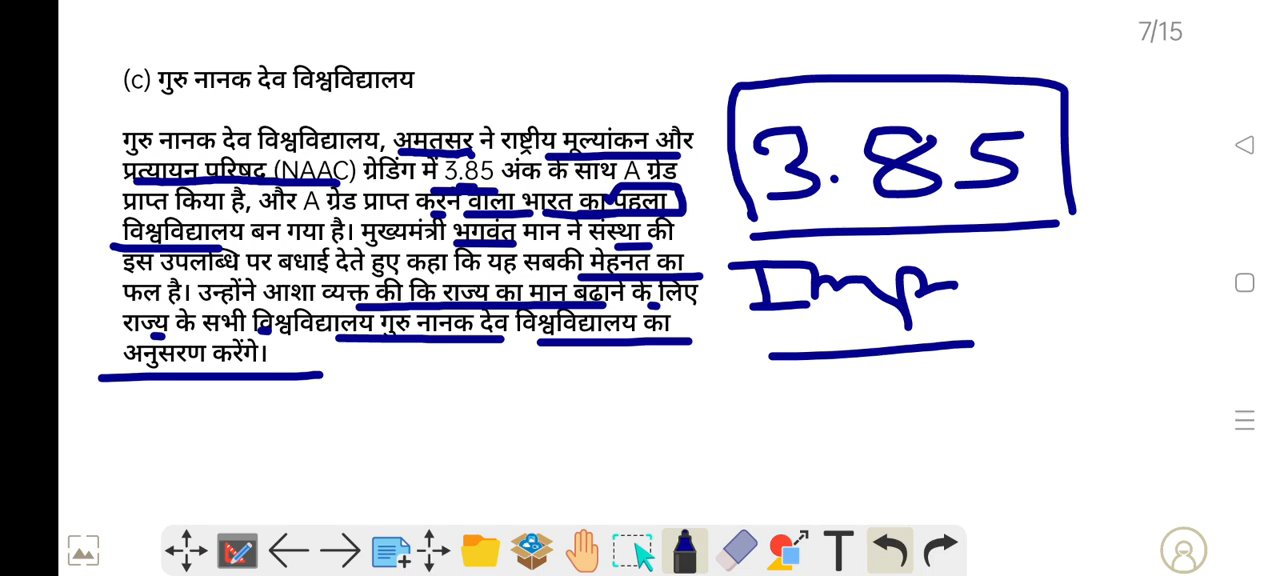 7/15
(c) गुरु नानक देव विश्वविद्यालय
गुरु नानक देव विश्वविद्यालय, अमृतसर ने राष्ट्रीय मूल्यांकन और
प्रत्यायन परिषद (NAAC) ग्रेडिंग में 3.85 अंक के साथ A ग्रेड
प्राप्त किया है, और A ग्रेड प्राप्त करने वाला भारत का पहला
विश्वविद्यालय बन गया है। मुख्यमंत्री भगवंत मान ने संस्था की
इस उपलब्धि पर बधाई देते हुए कहा कि यह सबकी मेहनत का
फल है। उन्होंने आशा व्यक्त की कि राज्य का मान बढ़ाने के लिए
राज्य के सभी विश्वविद्यालय गुरु नानक देव विश्वविद्यालय का
अनुसरण करेंगे।
3.85
Imp
T